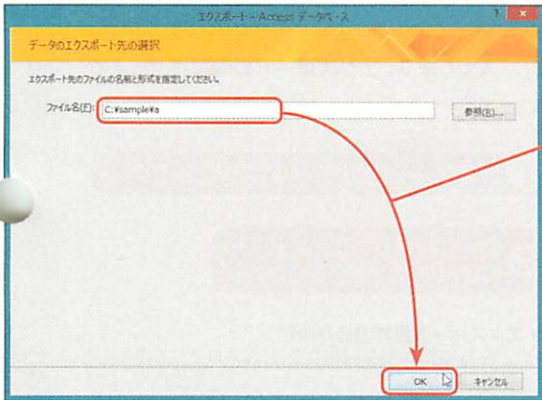 エクスポート - Access データベース
データのエクスポート先の選択
エクスポート先のファイルの名前と形式を指定してください。
ファイル名(F): C:¥sample¥a 参照(R)...
OK キャンセル